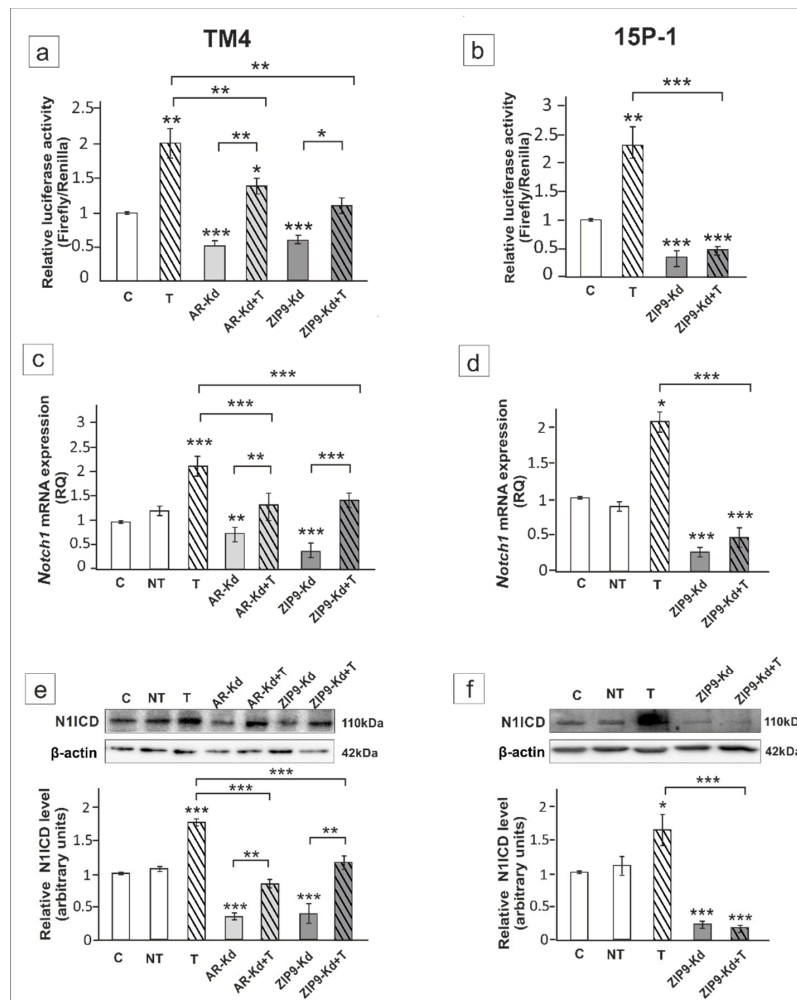 TM4
15P-1
a
Relative luciferase activity
(Firefly/Renilla)
2.5
2
1.5
1
0.5
0
**
**
**
***
**
*
***
*
C
T
AR-Kd
AR-Kd+T
ZIP9-Kd
ZIP9-Kd+T
b
Relative luciferase activity
(Firefly/Renilla)
3
2.5
2
1.5
1
0.5
0
***
**
***
***
C
T
ZIP9-Kd
ZIP9-Kd+T
c
Notch1 mRNA expression
(RQ)
3
2.5
2
1.5
1
0.5
0
***
***
***
**
**
***
***
C
NT
T
AR-Kd
AR-Kd+T
ZIP9-Kd
ZIP9-Kd+T
d
Notch1 mRNA expression
(RQ)
2
1.5
1
0.5
0
***
*
***
***
C
NT
T
ZIP9-Kd
ZIP9-Kd+T
e
C
NT
T
AR-Kd
AR-Kd+T
ZIP9-Kd
ZIP9-Kd+T
N1ICD
110kDa
β-actin
42kDa
Relative N1ICD level
(arbitrary units)
2
1.5
1
0.5
0
***
***
***
**
**
***
***
C
NT
T
AR-Kd
AR-Kd+T
ZIP9-Kd
ZIP9-Kd+T
f
C
NT
T
ZIP9-Kd
ZIP9-Kd+T
N1ICD
110kDa
β-actin
42kDa
Relative N1ICD level
(arbitrary units)
2
1.5
1
0.5
0
***
*
***
***
C
NT
T
ZIP9-Kd
ZIP9-Kd+T